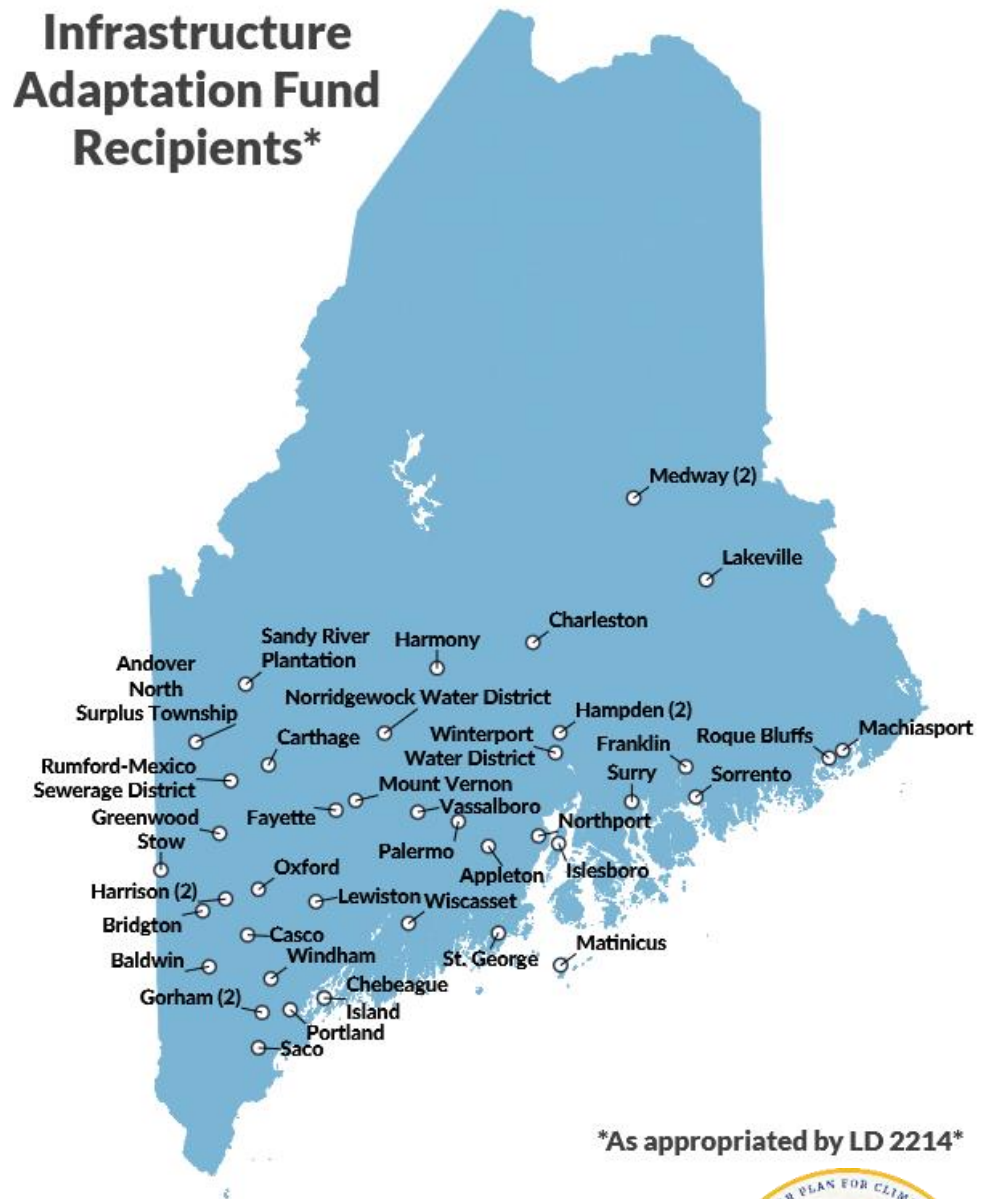 Infrastructure
Adaptation Fund
Recipients*
Medway (2)
Lakeville
Charleston
Harmony
Sandy River
Plantation
Andover
North
Surplus Township
Norridgewock Water District
Hampden (2)
Winterport
Water District
Franklin
Roque Bluffs
Machiasport
Carthage
Rumford-Mexico
Sewerage District
Surry
Sorrento
Mount Vernon
Fayette
Vassalboro
Greenwood
Stow
Northport
Palermo
Appleton
Islesboro
Oxford
Harrison (2)
Lewiston
Wiscasset
Bridgton
Casco
St. George
Matinicus
Baldwin
Windham
Chebeague
Island
Gorham (2)
Portland
Saco
*As appropriated by LD 2214*
PLAN FOR